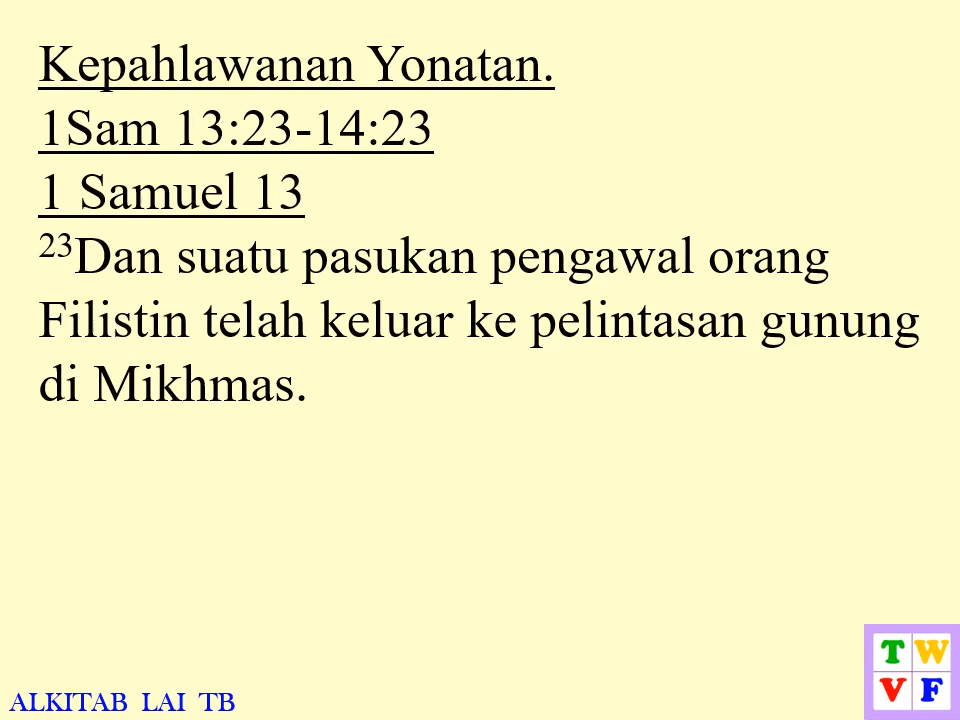 Kepahlawanan Yonatan.
1Sam 13:23-14:23
1 Samuel 13
23Dan suatu pasukan pengawal orang
Filistin telah keluar ke pelintasan gunung
di Mikhmas.
T W
V F
ALKITAB LAI TB